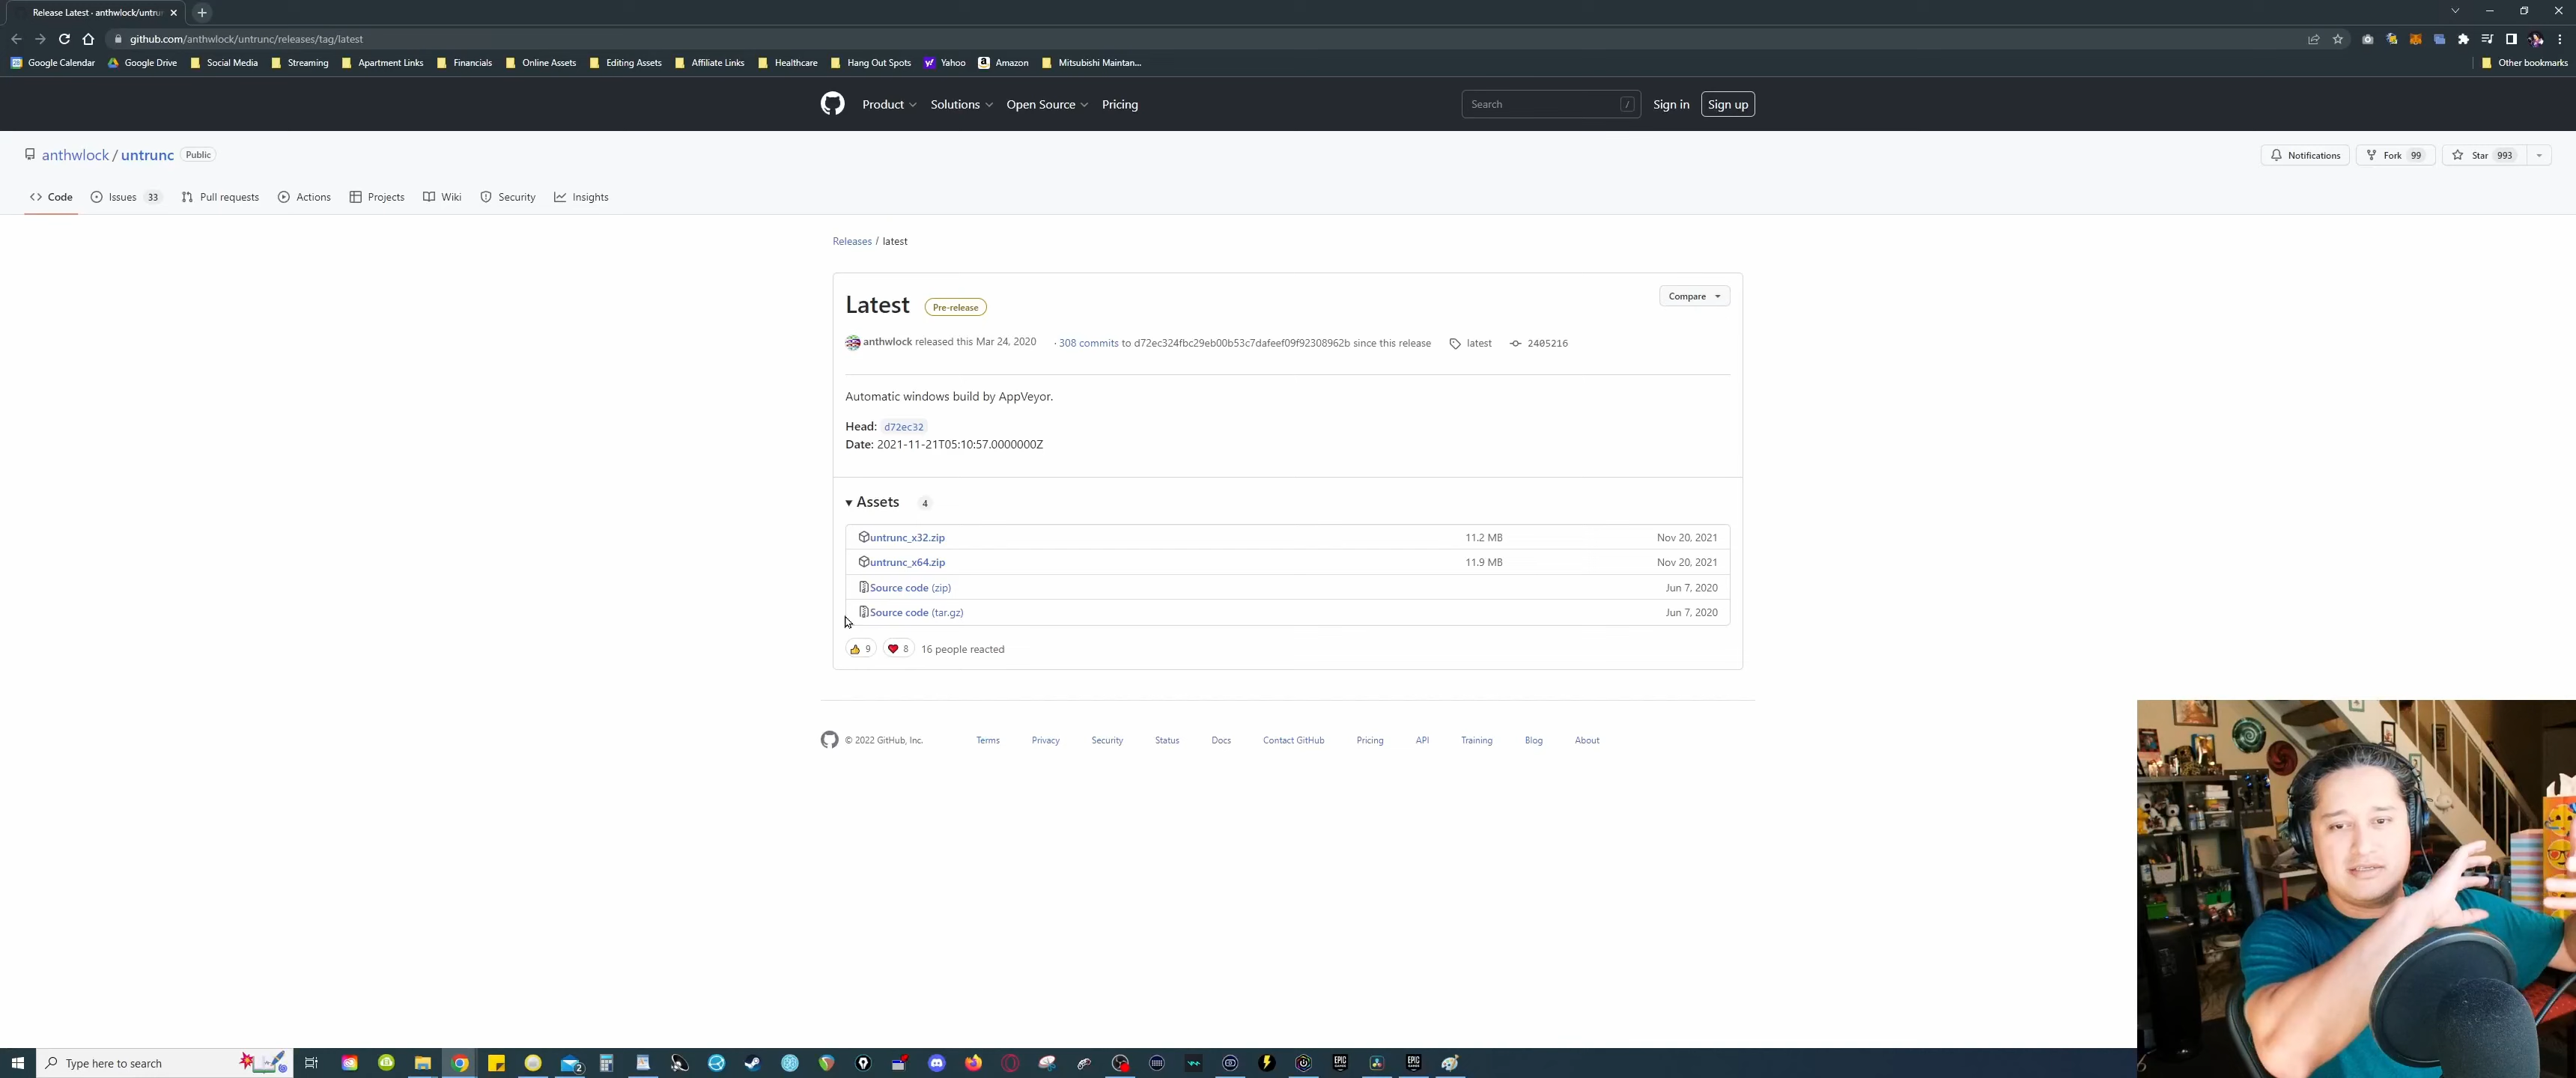 Release Latest · anthwlock/untrun
github.com/anthwlock/untrunc/releases/tag/latest
Google Calendar Google Drive Social Media Streaming Apartment Links Financials Online Assets Editing Assets Affiliate Links Healthcare Hang Out Spots Yahoo Amazon Mitsubishi Maintan... Other bookmarks
Product Solutions Open Source Pricing Search / Sign in Sign up
anthwlock / untrunc Public Notifications Fork 99 Star 993
Code Issues 33 Pull requests Actions Projects Wiki Security Insights
Releases / latest
Latest Pre-release Compare
anthwlock released this Mar 24, 2020 · 308 commits to d72ec324fbc29eb00b53c7dafeef09f92308962b since this release latest 2405216
Automatic windows build by AppVeyor.
Head: d72ec32
Date: 2021-11-21T05:10:57.0000000Z
Assets 4
untrunc_x32.zip 11.2 MB Nov 20, 2021
untrunc_x64.zip 11.9 MB Nov 20, 2021
Source code (zip) Jun 7, 2020
Source code (tar.gz) Jun 7, 2020
9 8 16 people reacted
© 2022 GitHub, Inc. Terms Privacy Security Status Docs Contact GitHub Pricing API Training Blog About
Type here to search 2 EPIC GAMES EPIC GAMES